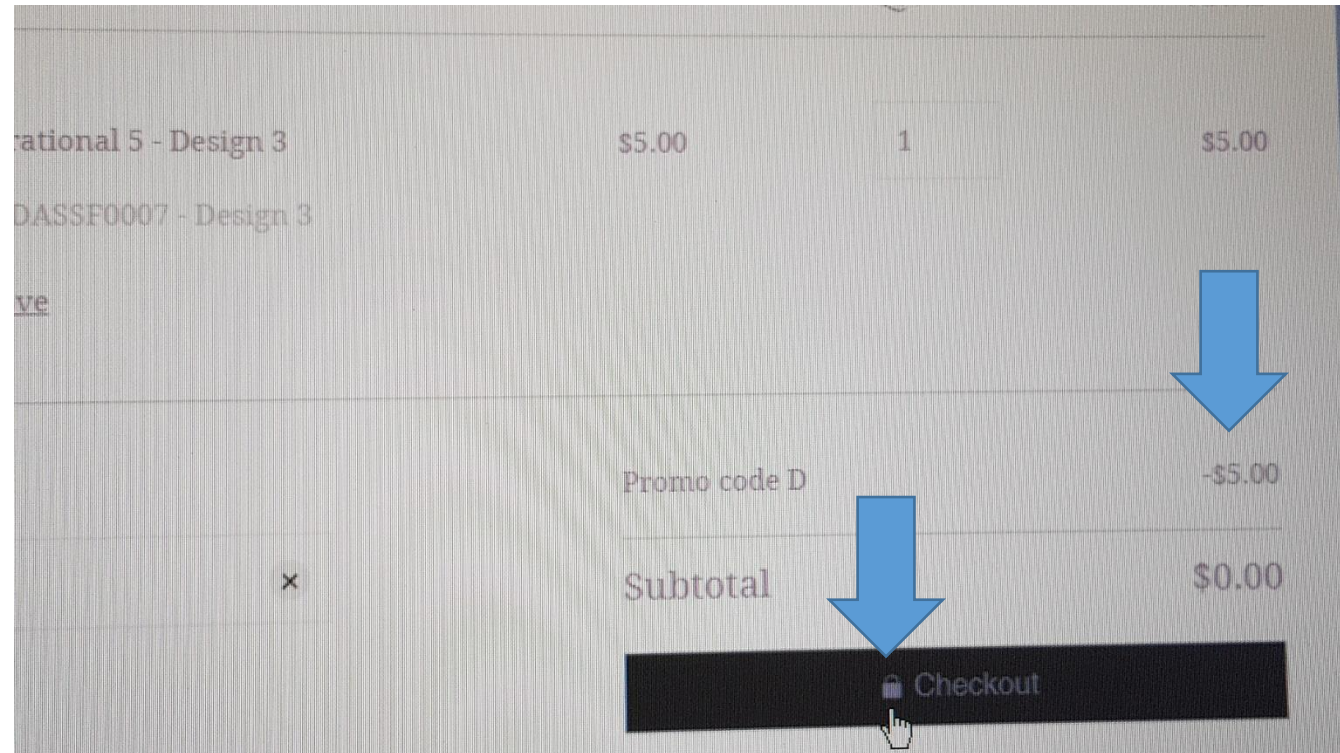 rational 5 - Design 3 $5.00 1 $5.00
DASSF0007 - Design 3
ve
Promo code D -$5.00
Subtotal $0.00
Checkout